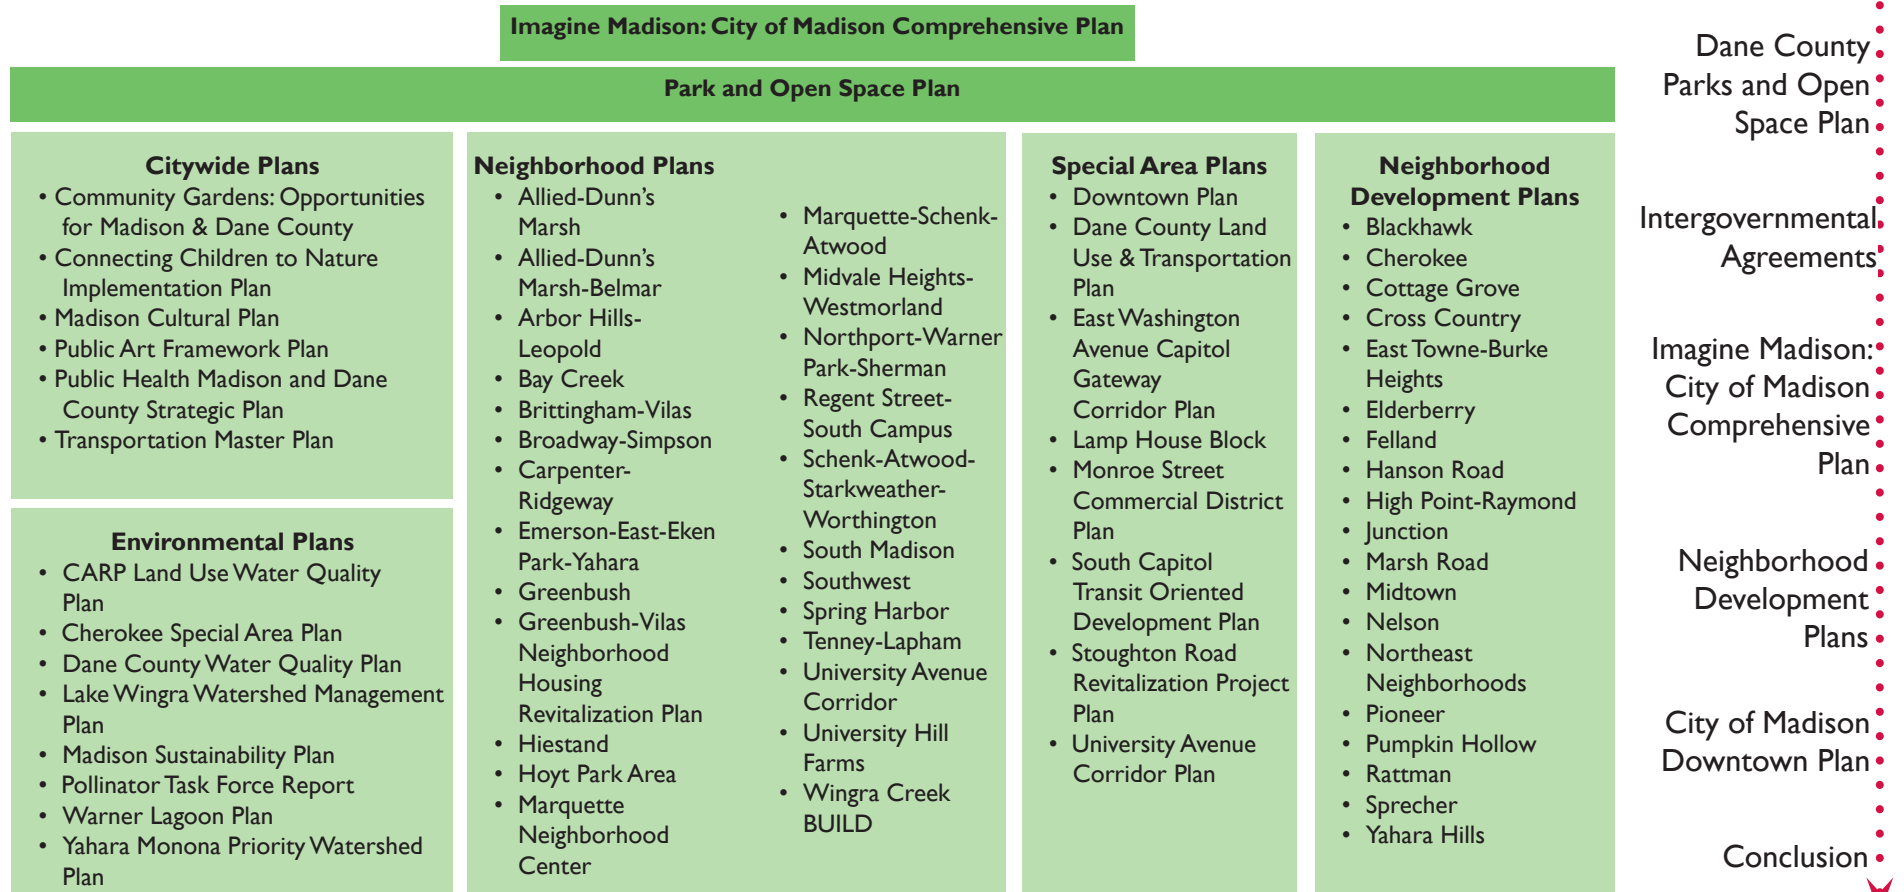 Imagine Madison: City of Madison Comprehensive Plan
Park and Open Space Plan
Citywide Plans
• Community Gardens: Opportunities
for Madison & Dane County
• Connecting Children to Nature
Implementation Plan
• Madison Cultural Plan
• Public Art Framework Plan
• Public Health Madison and Dane
County Strategic Plan
• Transportation Master Plan
Environmental Plans
• CARP Land Use Water Quality
Plan
• Cherokee Special Area Plan
• Dane County Water Quality Plan
• Lake Wingra Watershed Management
Plan
• Madison Sustainability Plan
• Pollinator Task Force Report
• Warner Lagoon Plan
• Yahara Monona Priority Watershed
Plan
Neighborhood Plans
• Allied-Dunn's
Marsh
• Allied-Dunn's
Marsh-Belmar
• Arbor Hills-
Leopold
• Bay Creek
• Brittingham-Vilas
• Broadway-Simpson
• Carpenter-
Ridgeway
• Emerson-East-Eken
Park-Yahara
• Greenbush
• Greenbush-Vilas
Neighborhood
Housing
Revitalization Plan
• Hiestand
• Hoyt Park Area
• Marquette
Neighborhood
Center
• Marquette-Schenk-
Atwood
• Midvale Heights-
Westmorland
• Northport-Warner
Park-Sherman
• Regent Street-
South Campus
• Schenk-Atwood-
Starkweather-
Worthington
• South Madison
• Southwest
• Spring Harbor
• Tenney-Lapham
• University Avenue
Corridor
• University Hill
Farms
• Wingra Creek
BUILD
Special Area Plans
• Downtown Plan
• Dane County Land
Use & Transportation
Plan
• East Washington
Avenue Capitol
Gateway
Corridor Plan
• Lamp House Block
• Monroe Street
Commercial District
Plan
• South Capitol
Transit Oriented
Development Plan
• Stoughton Road
Revitalization Project
Plan
• University Avenue
Corridor Plan
Neighborhood
Development Plans
• Blackhawk
• Cherokee
• Cottage Grove
• Cross Country
• East Towne-Burke
Heights
• Elderberry
• Felland
• Hanson Road
• High Point-Raymond
• Junction
• Marsh Road
• Midtown
• Nelson
• Northeast
Neighborhoods
• Pioneer
• Pumpkin Hollow
• Rattman
• Sprecher
• Yahara Hills
Dane County
Parks and Open
Space Plan
Intergovernmental
Agreements
Imagine Madison:
City of Madison
Comprehensive
Plan
Neighborhood
Development
Plans
City of Madison
Downtown Plan
Conclusion